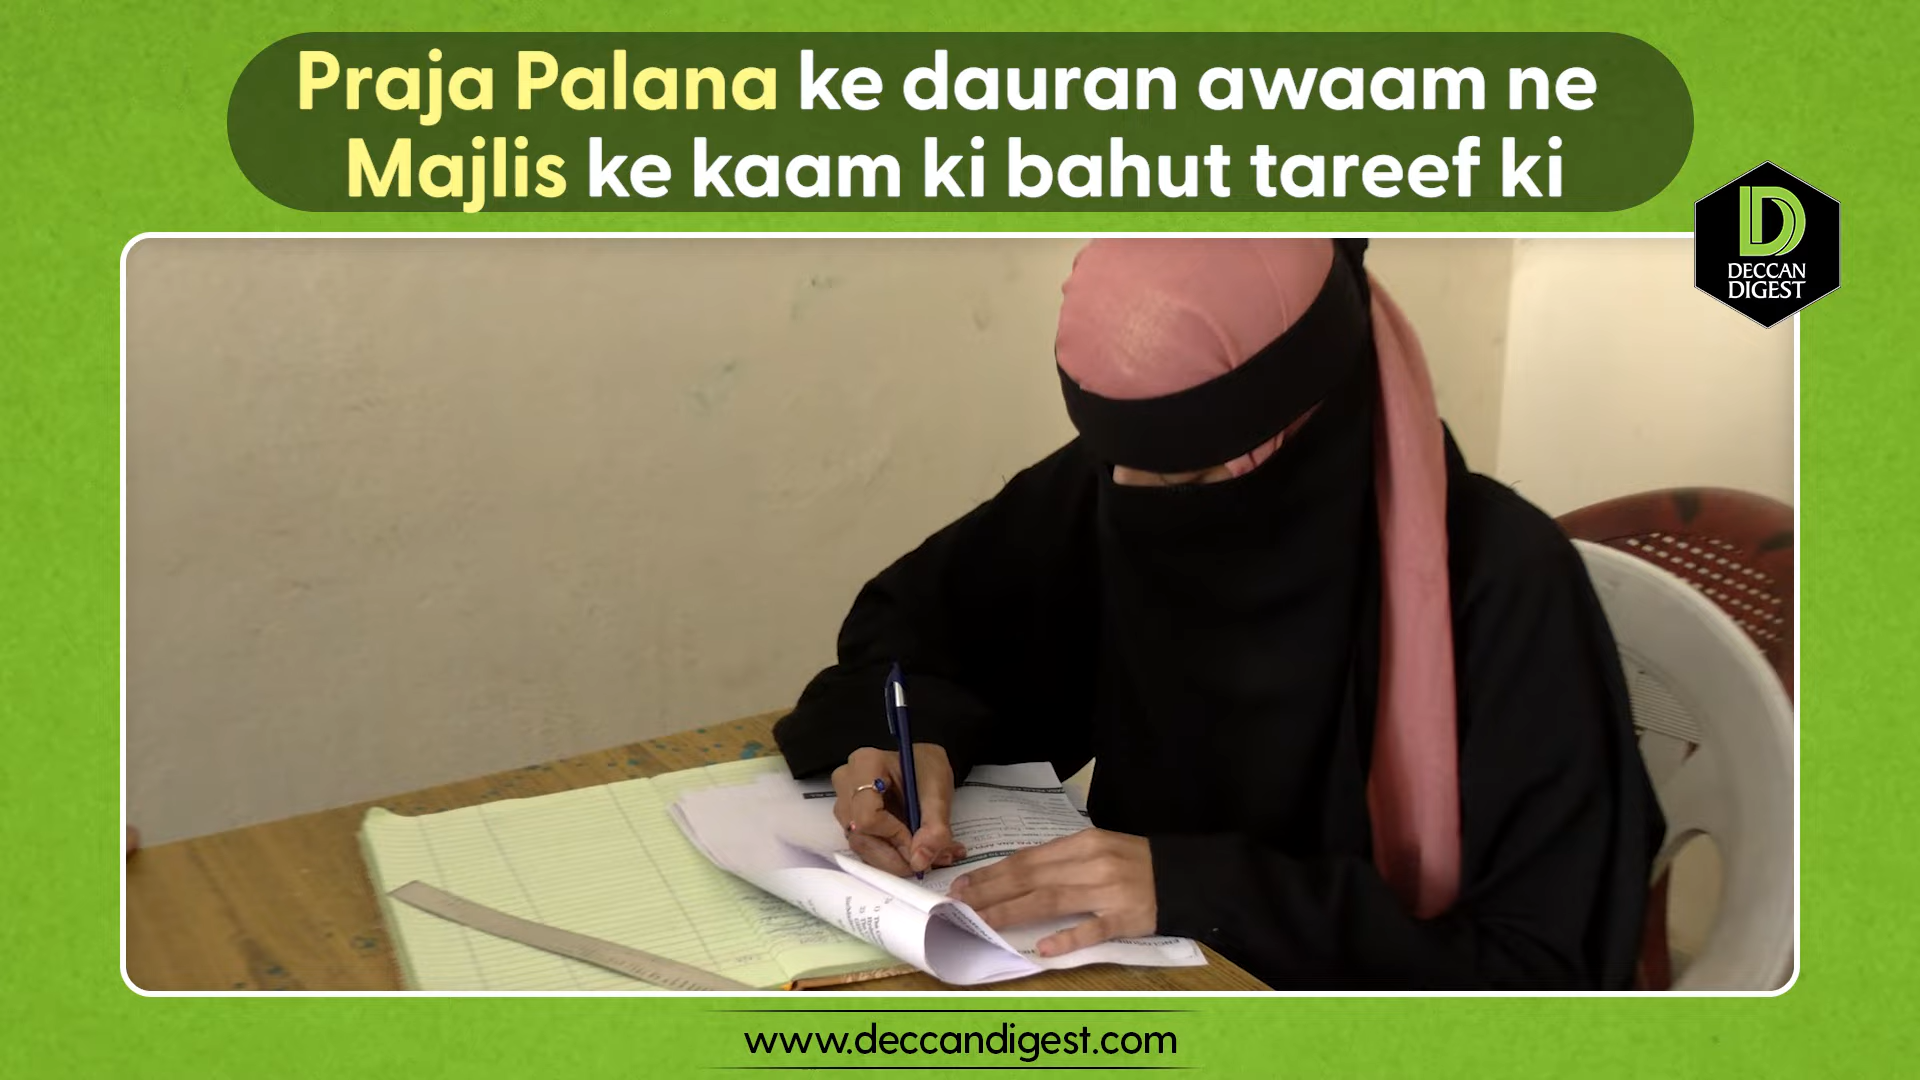 Praja Palana ke dauran awaam ne
Majlis ke kaam ki bahut tareef ki
DECCAN
DIGEST
www.deccandigest.com